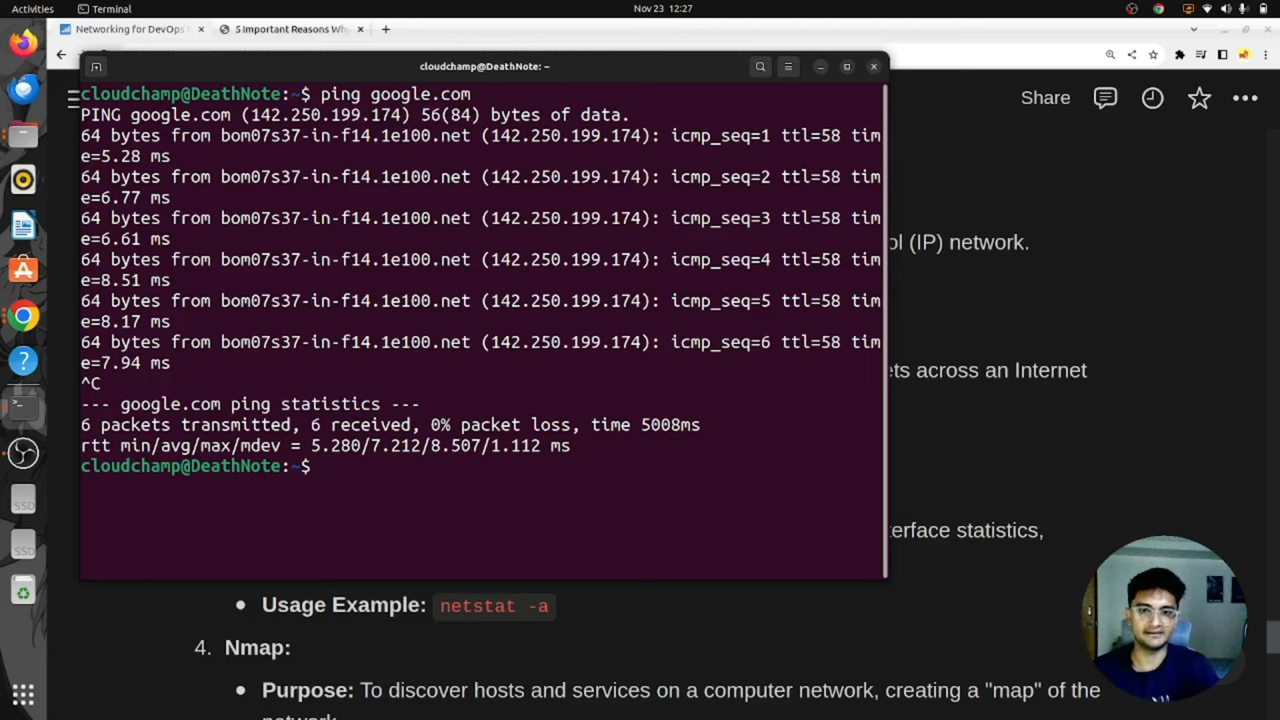 Activities
Terminal
Nov 23 12:27
Networking for DevOps
5 Important Reasons Wh
cloudchamp@DeathNote: ~
cloudchamp@DeathNote:~$ ping google.com
PING google.com (142.250.199.174) 56(84) bytes of data.
64 bytes from bom07s37-in-f14.1e100.net (142.250.199.174): icmp_seq=1 ttl=58 tim
e=5.28 ms
64 bytes from bom07s37-in-f14.1e100.net (142.250.199.174): icmp_seq=2 ttl=58 tim
e=6.77 ms
64 bytes from bom07s37-in-f14.1e100.net (142.250.199.174): icmp_seq=3 ttl=58 tim
e=6.61 ms
64 bytes from bom07s37-in-f14.1e100.net (142.250.199.174): icmp_seq=4 ttl=58 tim
e=8.51 ms
64 bytes from bom07s37-in-f14.1e100.net (142.250.199.174): icmp_seq=5 ttl=58 tim
e=8.17 ms
64 bytes from bom07s37-in-f14.1e100.net (142.250.199.174): icmp_seq=6 ttl=58 tim
e=7.94 ms
^C
--- google.com ping statistics ---
6 packets transmitted, 6 received, 0% packet loss, time 5008ms
rtt min/avg/max/mdev = 5.280/7.212/8.507/1.112 ms
cloudchamp@DeathNote:~$
Share
ol (IP) network.
ets across an Internet
erface statistics,
• Usage Example: netstat -a
4. Nmap:
• Purpose: To discover hosts and services on a computer network, creating a "map" of the
network.
SSD
SSD